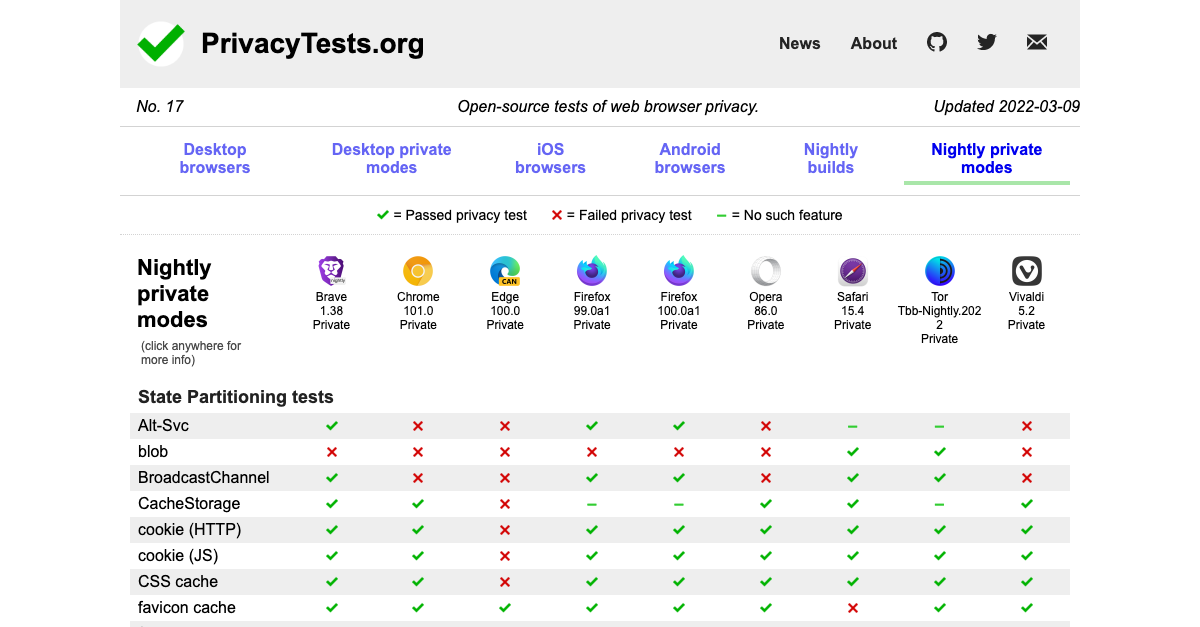 PrivacyTests.org
News About
No. 17 Open-source tests of web browser privacy. Updated 2022-03-09
Desktop browsers
Desktop private modes
iOS browsers
Android browsers
Nightly builds
Nightly private modes
= Passed privacy test = Failed privacy test = No such feature
Nightly private modes
(click anywhere for more info)
Brave 1.38 Private
Chrome 101.0 Private
CAN
Edge 100.0 Private
Firefox 99.0a1 Private
Firefox 100.0a1 Private
Opera 86.0 Private
Safari 15.4 Private
Tor Tbb-Nightly.2022 Private
Vivaldi 5.2 Private
State Partitioning tests
Alt-Svc
blob
BroadcastChannel
CacheStorage
cookie (HTTP)
cookie (JS)
CSS cache
favicon cache